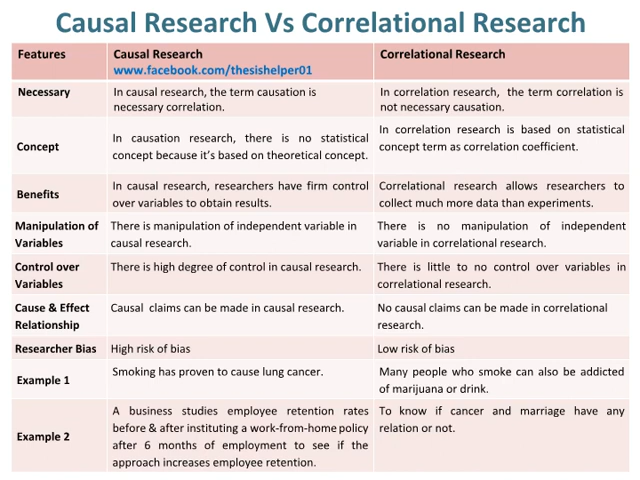 Causal Research Vs Correlational Research
Features
Causal Research
www.facebook.com/thesishelper01
Correlational Research
Necessary
In causal research, the term causation is
necessary correlation.
In correlation research, the term correlation is
not necessary causation.
Concept
In causation research, there is no statistical
concept because it's based on theoretical concept.
In correlation research is based on statistical
concept term as correlation coefficient.
Benefits
In causal research, researchers have firm control
over variables to obtain results.
Correlational research allows researchers to
collect much more data than experiments.
Manipulation of
Variables
There is manipulation of independent variable in
causal research.
There is no manipulation of independent
variable in correlational research.
Control over
Variables
There is high degree of control in causal research.
There is little to no control over variables in
correlational research.
Cause & Effect
Relationship
Causal claims can be made in causal research.
No causal claims can be made in correlational
research.
Researcher Bias
High risk of bias
Low risk of bias
Example 1
Smoking has proven to cause lung cancer.
Many people who smoke can also be addicted
of marijuana or drink.
Example 2
A business studies employee retention rates
before & after instituting a work-from-home policy
after 6 months of employment to see if the
approach increases employee retention.
To know if cancer and marriage have any
relation or not.